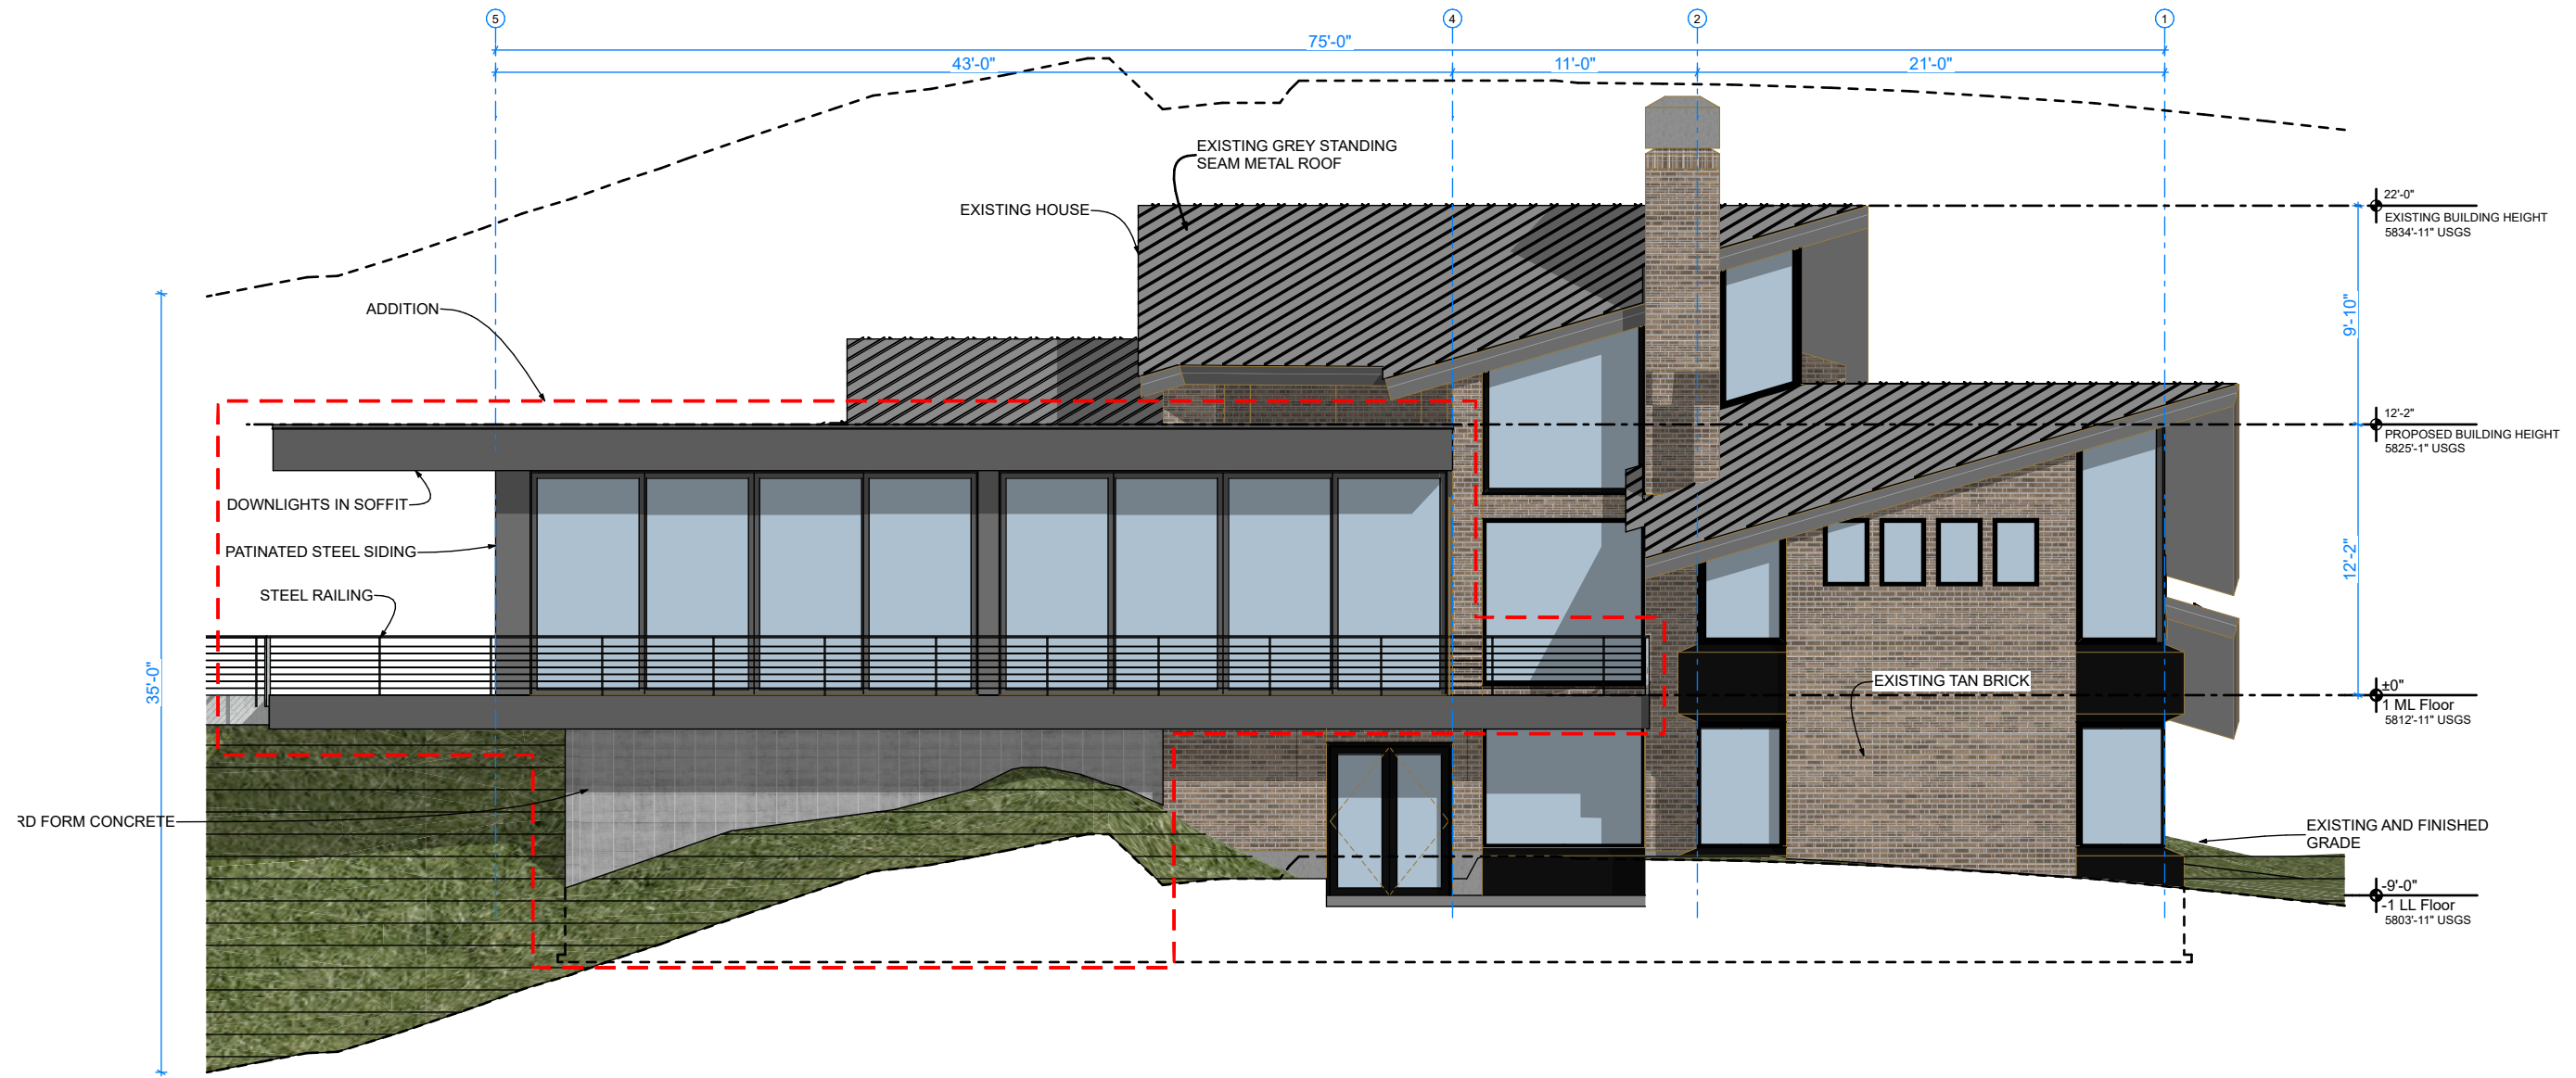 5
4
2
1
75'-0"
43'-0"
11'-0"
21'-0"
EXISTING GREY STANDING
SEAM METAL ROOF
EXISTING HOUSE
22'-0"
EXISTING BUILDING HEIGHT
5834'-11" USGS
ADDITION
9'-10"
12'-2"
PROPOSED BUILDING HEIGHT
5825'-1" USGS
DOWNLIGHTS IN SOFFIT
PATINATED STEEL SIDING
12'-2"
STEEL RAILING
35'-0"
EXISTING TAN BRICK
±0"
1 ML Floor
5812'-11" USGS
RD FORM CONCRETE
EXISTING AND FINISHED
GRADE
-9'-0"
-1 LL Floor
5803'-11" USGS